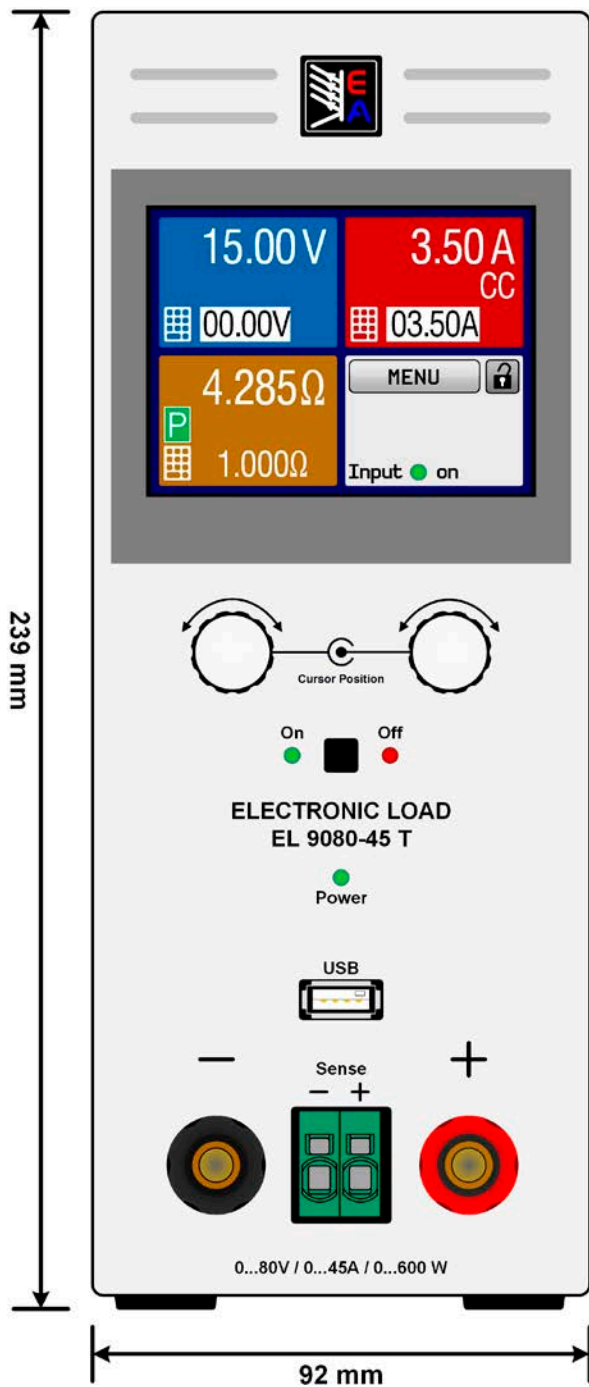 EA
15.00 V
3.50 A
CC
00.00V
03.50A
4.285Ω
MENU
P
1.000Ω
Input on
239 mm
Cursor Position
On
Off
ELECTRONIC LOAD
EL 9080-45 T
Power
USB
− +
Sense
− +
0...80V / 0...45A / 0...600 W
92 mm